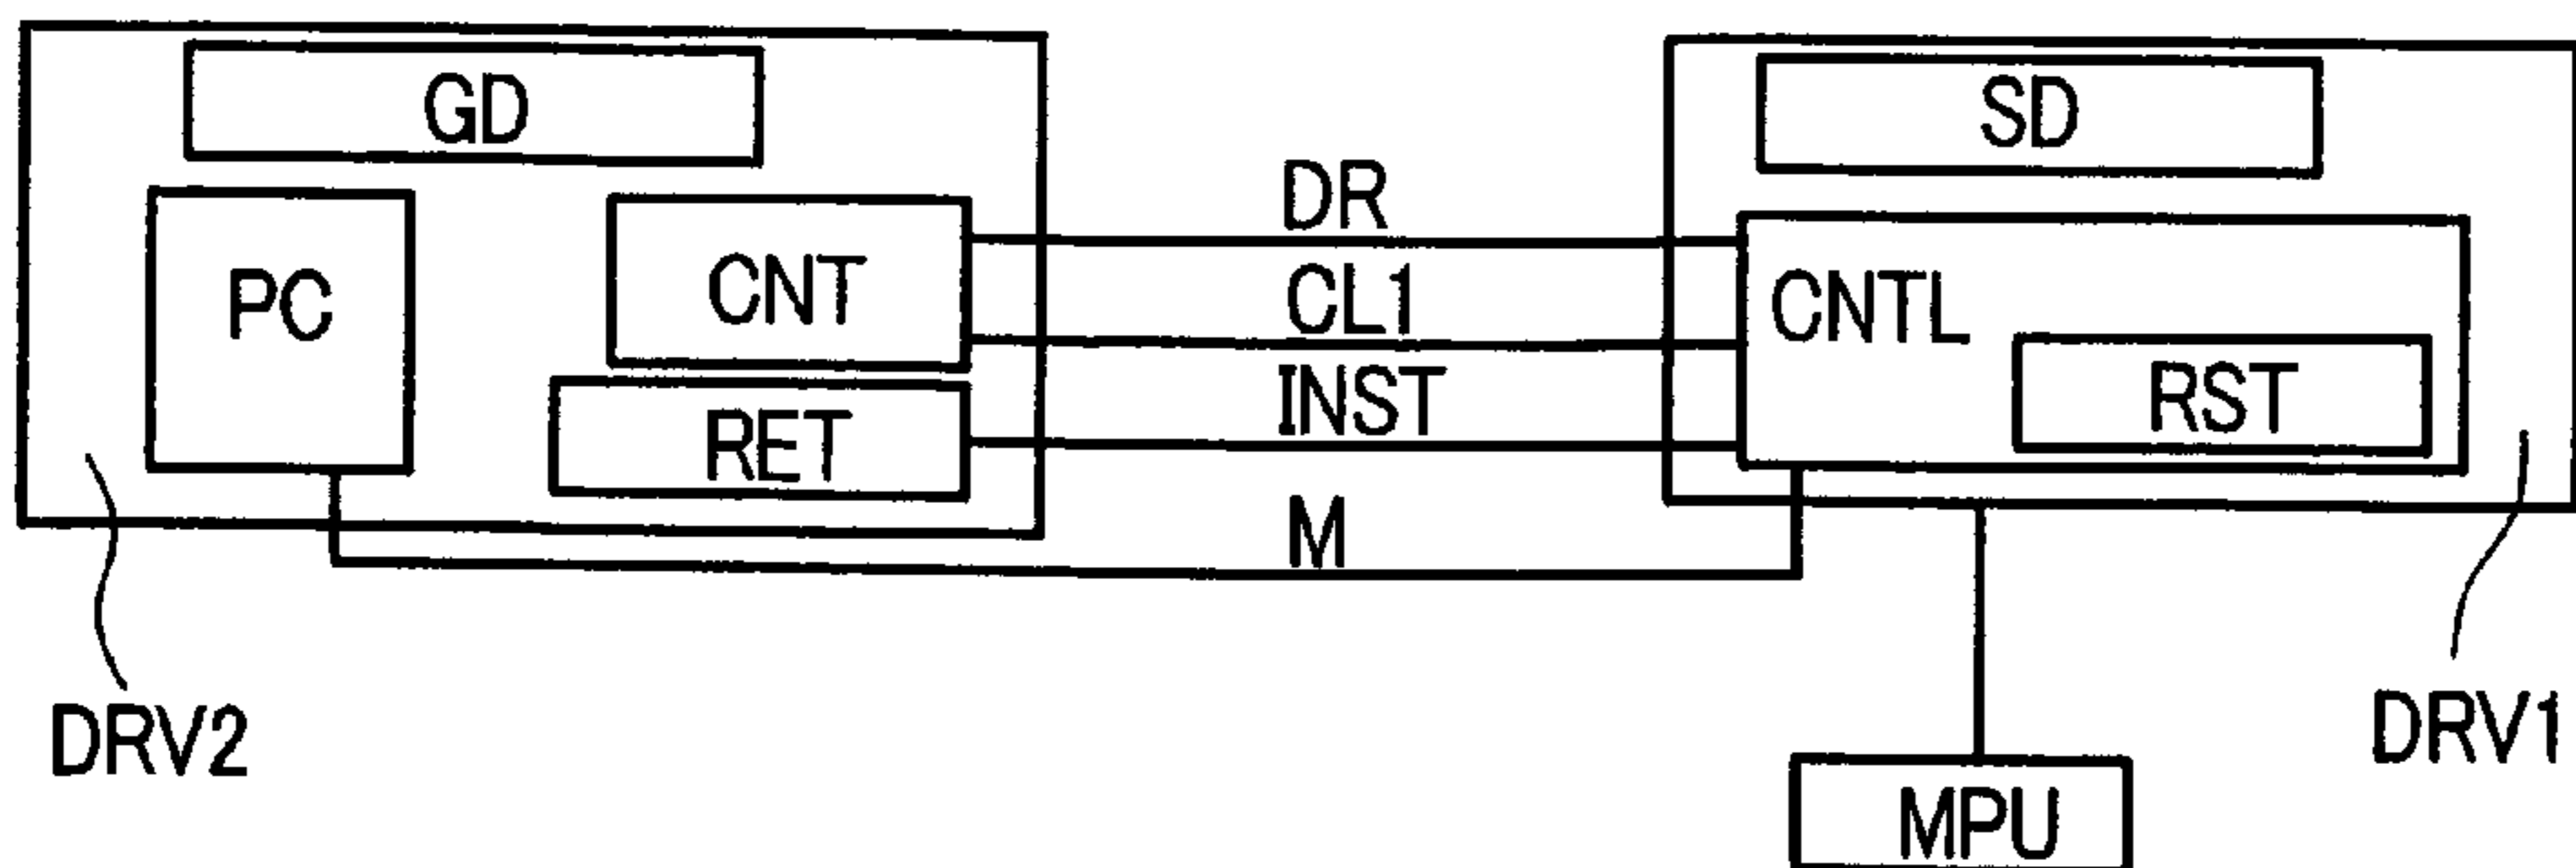 GD
SD
DR
PC
CNT
CL1
CNTL
INST
RET
RST
M
DRV2
DRV1
MPU